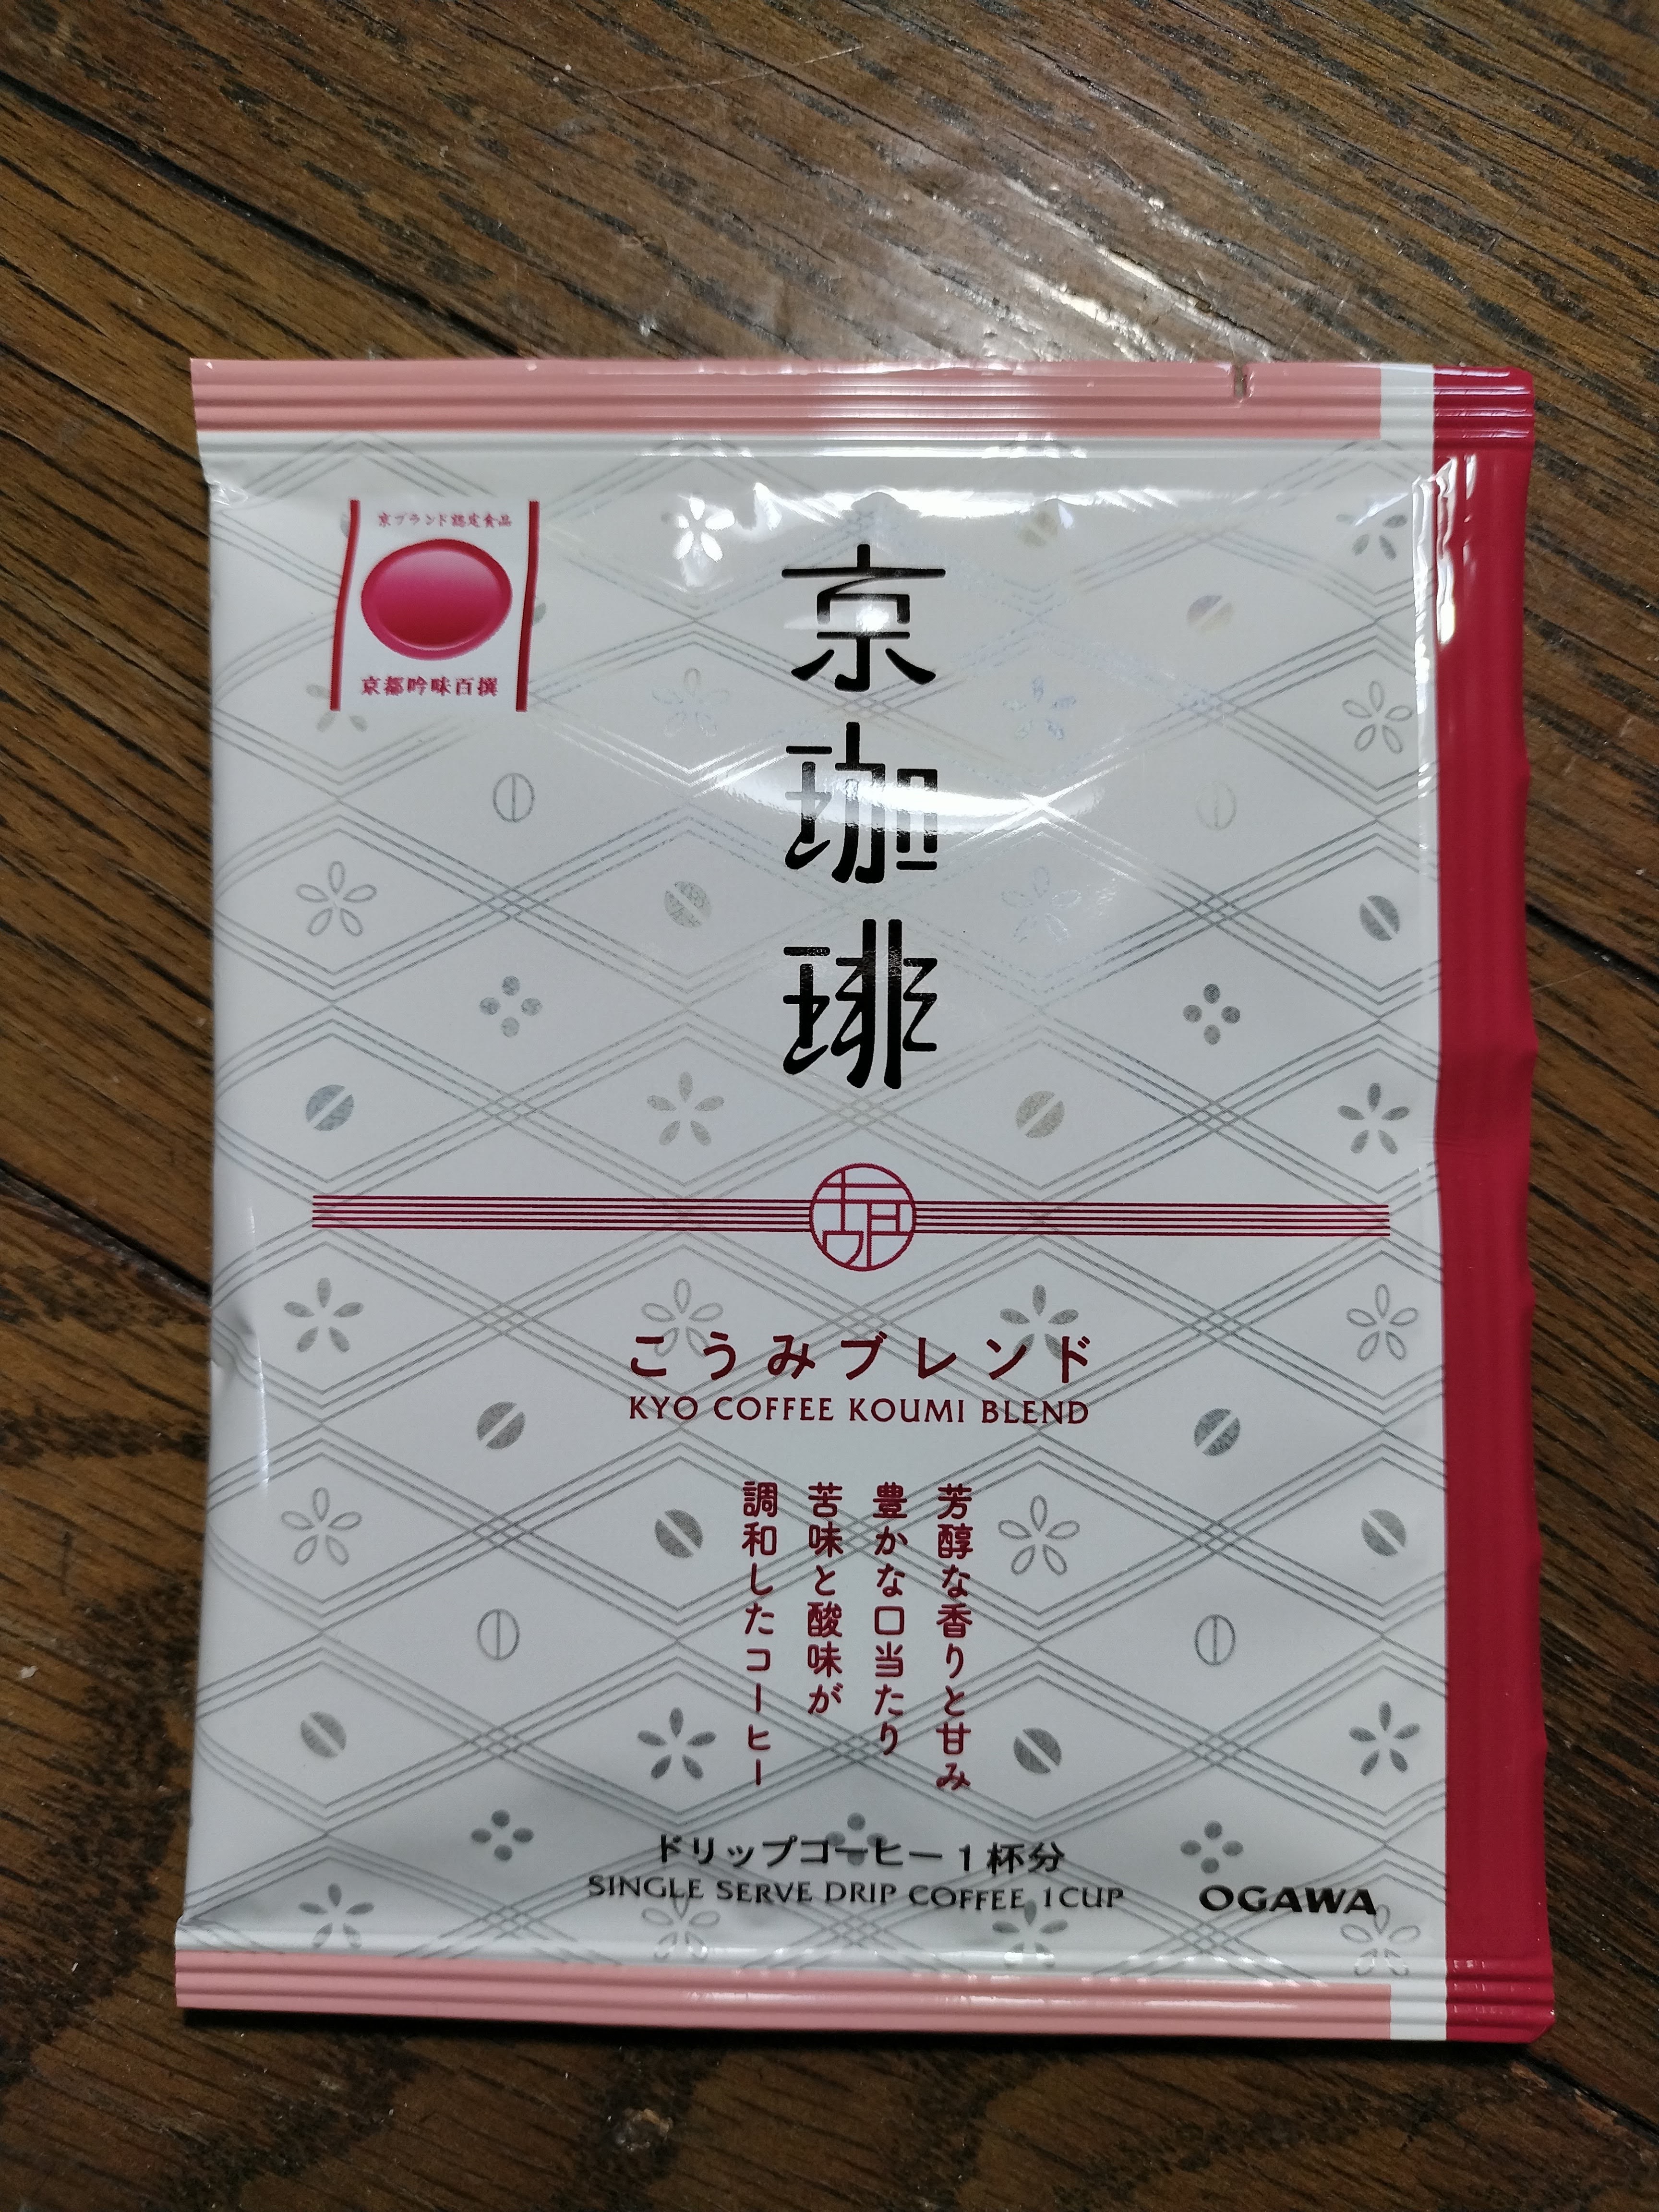 京ブランド認定食品
京都吟味百撰
京珈琲
胡
こうみブレンド
KYO COFFEE KOUMI BLEND
芳醇な香りと甘み
豊かな口当たり
苦味と酸味が
調和したコーヒー
ドリップコーヒー1杯分
SINGLE SERVE DRIP COFFEE 1CUP
OGAWA